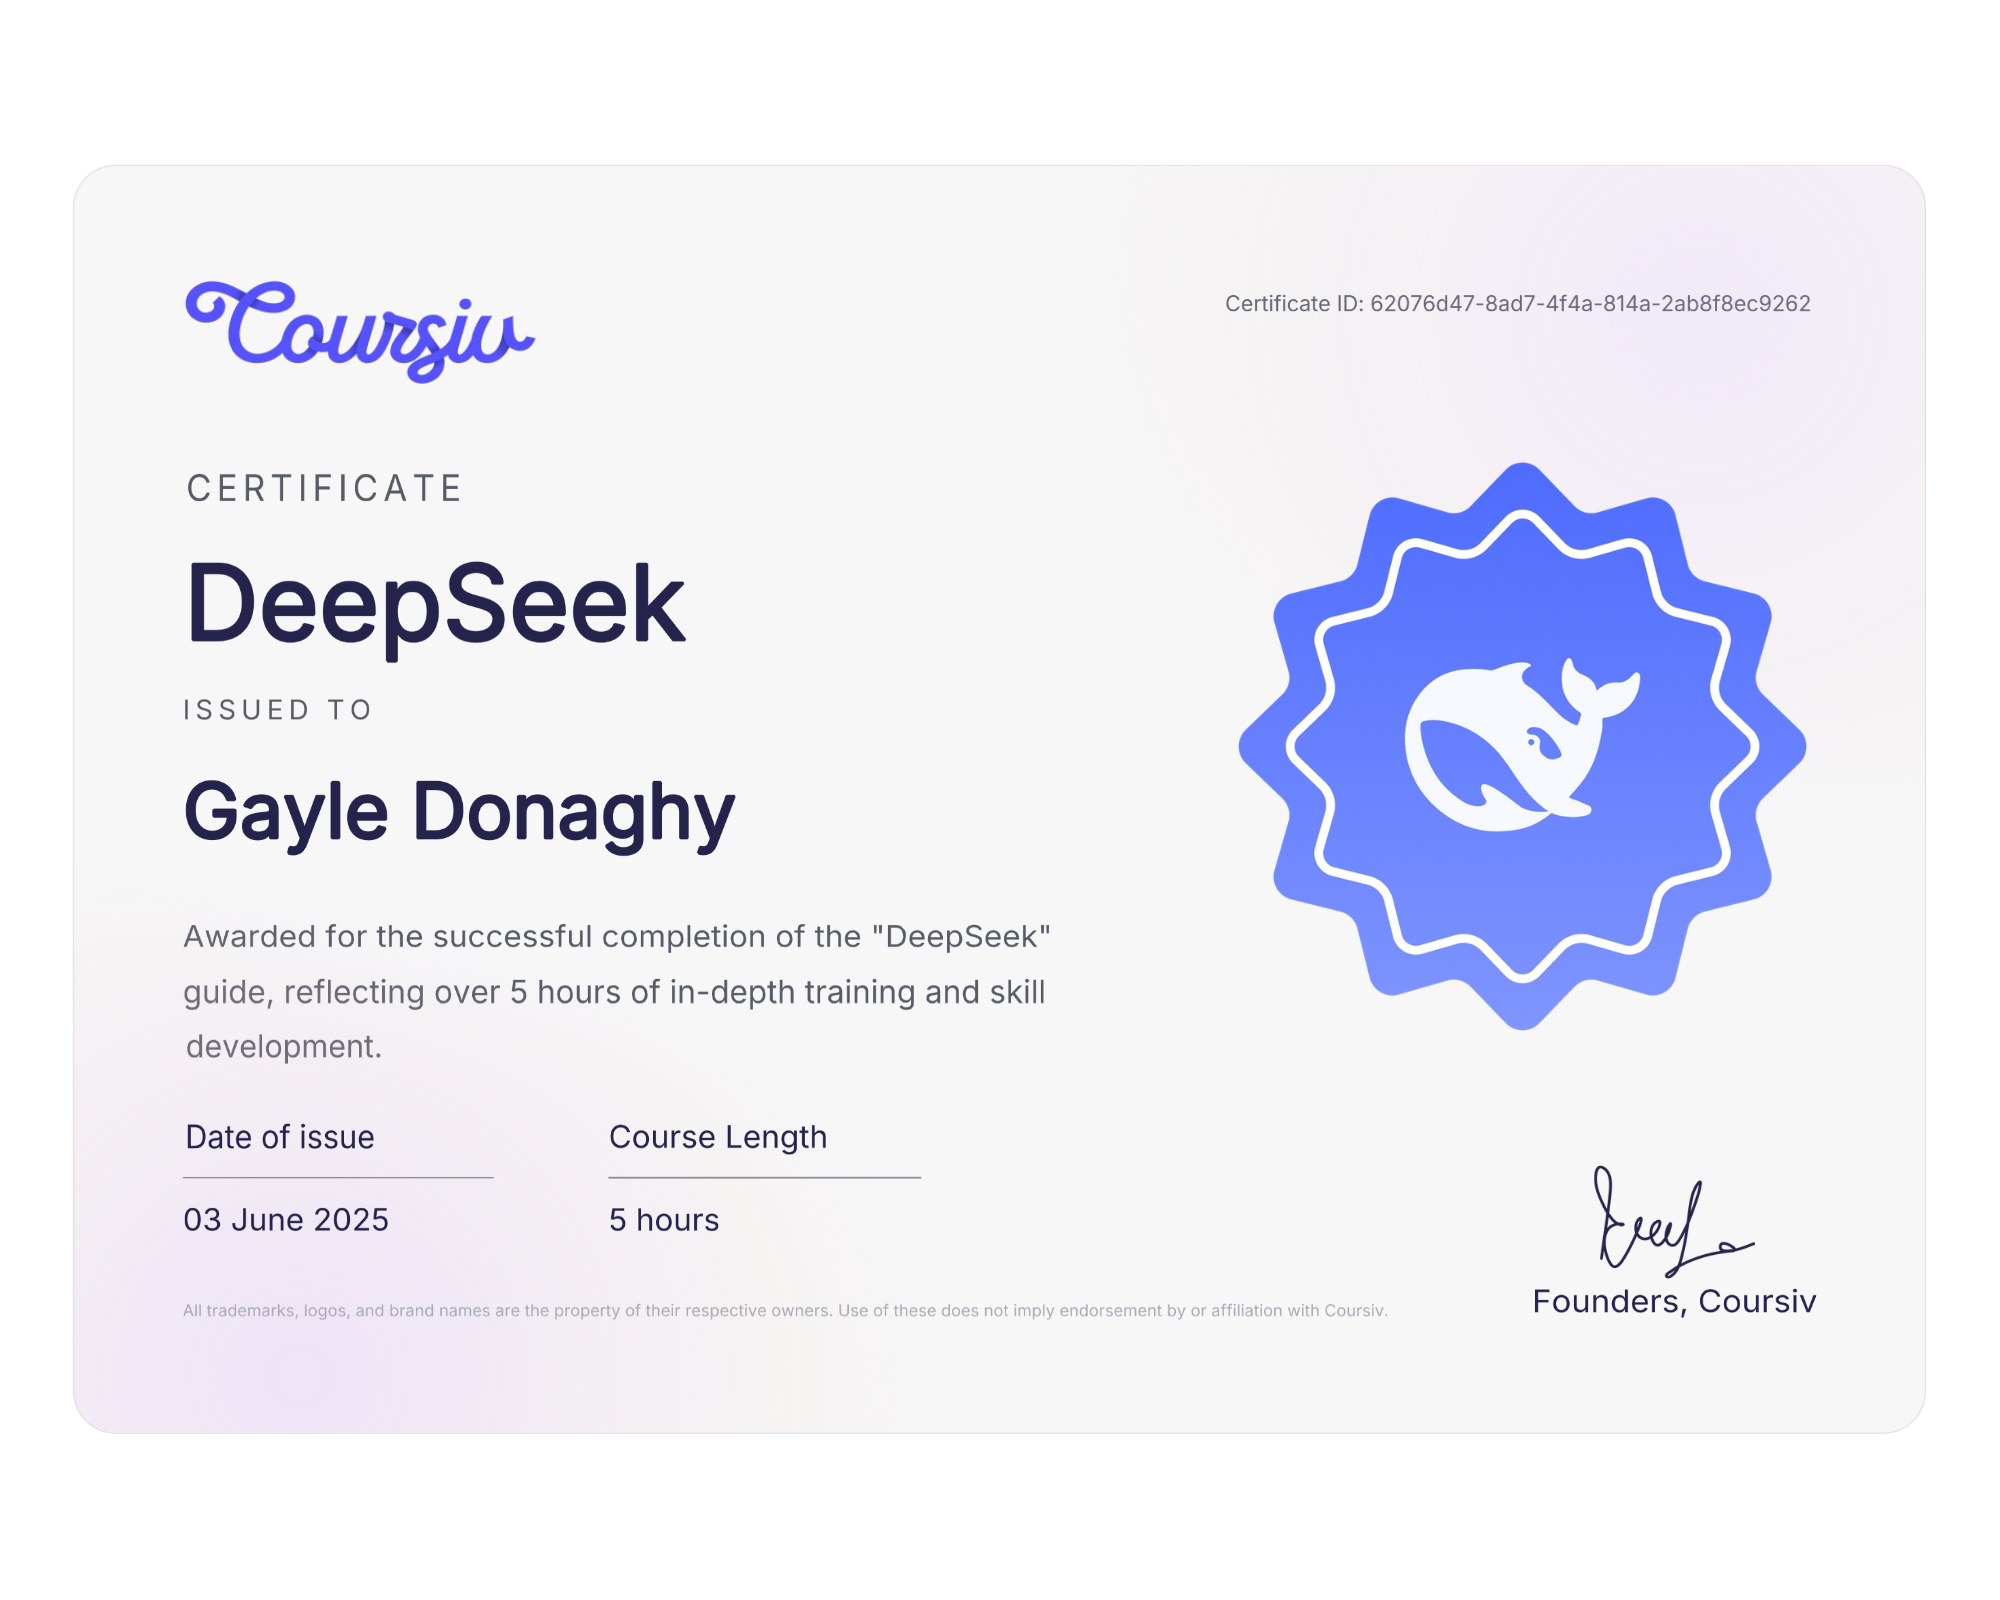 Coursiv
Certificate ID: 62076d47-8ad7-4f4a-814a-2ab8f8ec9262
CERTIFICATE
DeepSeek
ISSUED TO
Gayle Donaghy
Awarded for the successful completion of the "DeepSeek"
guide, reflecting over 5 hours of in-depth training and skill
development.
Date of issue
03 June 2025
Course Length
5 hours
Founders, Coursiv
All trademarks, logos, and brand names are the property of their respective owners. Use of these does not imply endorsement by or affiliation with Coursiv.